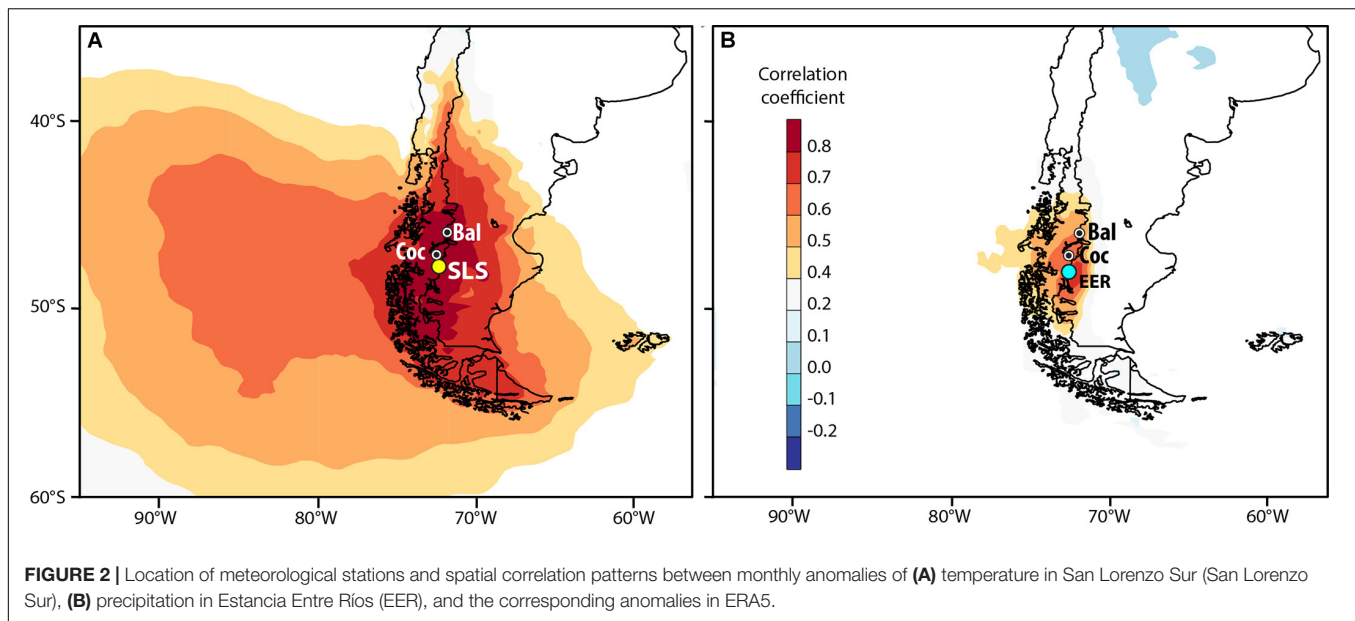 A
B
Correlation
coefficient
0.8
0.7
0.6
0.5
0.4
0.2
0.1
0.0
-0.1
-0.2
40°S
50°S
60°S
Bal
Coc
SLS
Bal
Coc
EER
90°W 80°W 70°W 60°W
90°W 80°W 70°W 60°W
FIGURE 2 | Location of meteorological stations and spatial correlation patterns between monthly anomalies of (A) temperature in San Lorenzo Sur (San Lorenzo
Sur), (B) precipitation in Estancia Entre Ríos (EER), and the corresponding anomalies in ERA5.